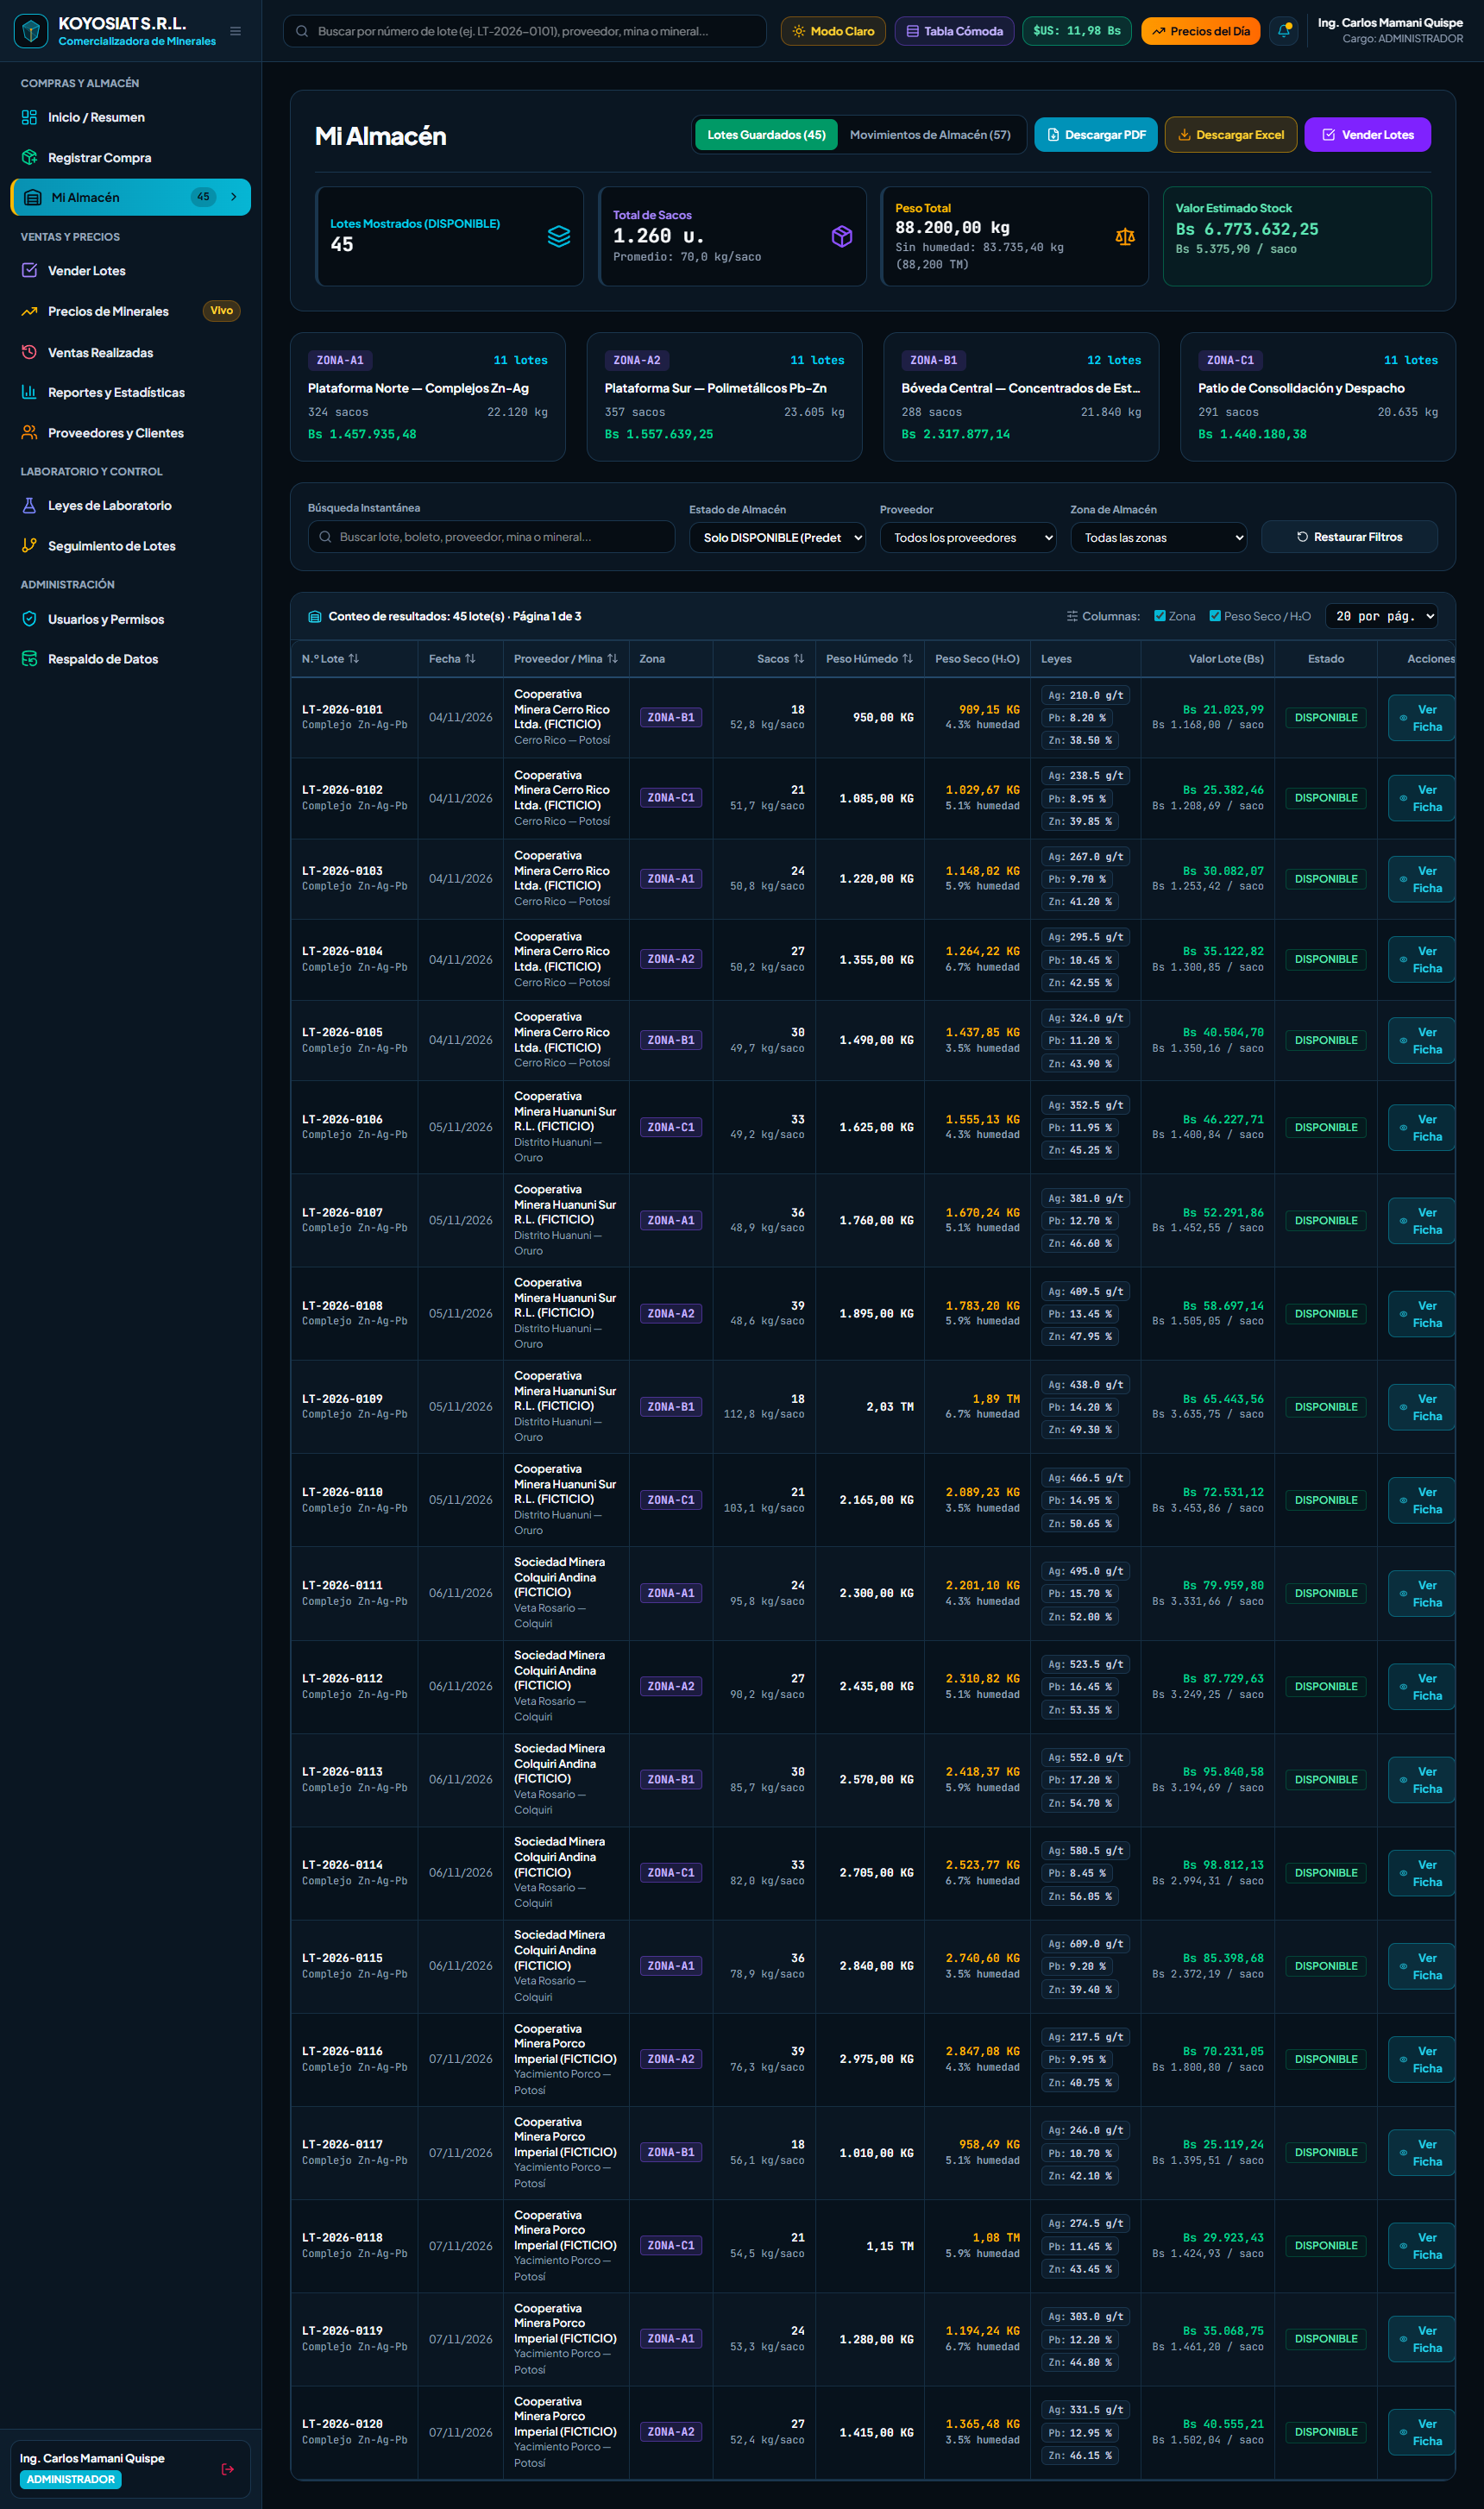 KOYOSIAT S.R.L.
Comercializadora de Minerales
Buscar por número de lote (ej. LT-2026-0101), proveedor, mina o mineral...
Modo Claro
Tabla Cómoda
$US: 11,98 Bs
Precios del Día
Ing. Carlos Mamani Quispe
Cargo: ADMINISTRADOR
COMPRAS Y ALMACÉN
Inicio / Resumen
Registrar Compra
Mi Almacén 45
VENTAS Y PRECIOS
Vender Lotes
Precios de Minerales Vivo
Ventas Realizadas
Reportes y Estadísticas
Proveedores y Clientes
LABORATORIO Y CONTROL
Leyes de Laboratorio
Seguimiento de Lotes
ADMINISTRACIÓN
Usuarios y Permisos
Respaldo de Datos
Ing. Carlos Mamani Quispe
ADMINISTRADOR
Mi Almacén
Lotes Guardados (45)
Movimientos de Almacén (57)
Descargar PDF
Descargar Excel
Vender Lotes
Lotes Mostrados (DISPONIBLE)
45
Total de Sacos
1.260 u.
Promedio: 70,0 kg/saco
Peso Total
88.200,00 kg
Sin humedad: 83.735,40 kg
(88,200 TM)
Valor Estimado Stock
Bs 6.773.632,25
Bs 5.375,90 / saco
ZONA-A1 11 lotes
Plataforma Norte — Complejos Zn-Ag
324 sacos 22.120 kg
Bs 1.457.935,48
ZONA-A2 11 lotes
Plataforma Sur — Polimetálicos Pb-Zn
357 sacos 23.605 kg
Bs 1.557.639,25
ZONA-B1 12 lotes
Bóveda Central — Concentrados de Est...
288 sacos 21.840 kg
Bs 2.317.877,14
ZONA-C1 11 lotes
Patio de Consolidación y Despacho
291 sacos 20.635 kg
Bs 1.440.180,38
Búsqueda Instantánea
Buscar lote, boleto, proveedor, mina o mineral...
Estado de Almacén
Solo DISPONIBLE (Predet
Proveedor
Todos los proveedores
Zona de Almacén
Todas las zonas
Restaurar Filtros
Conteo de resultados: 45 lote(s) · Página 1 de 3
Columnas: Zona Peso Seco / H₂O 20 por pág.
N.º Lote Fecha Proveedor / Mina Zona Sacos Peso Húmedo Peso Seco (H₂O) Leyes Valor Lote (Bs) Estado Acciones
LT-2026-0101 Complejo Zn-Ag-Pb 04/11/2026 Cooperativa Minera Cerro Rico Ltda. (FICTICIO) Cerro Rico — Potosí ZONA-B1 18 52,8 kg/saco 950,00 KG 909,15 KG 4.3% humedad Ag: 210.0 g/t Pb: 8.20 % Zn: 38.50 % Bs 21.023,99 Bs 1.168,00 / saco DISPONIBLE Ver Ficha
LT-2026-0102 Complejo Zn-Ag-Pb 04/11/2026 Cooperativa Minera Cerro Rico Ltda. (FICTICIO) Cerro Rico — Potosí ZONA-C1 21 51,7 kg/saco 1.085,00 KG 1.029,67 KG 5.1% humedad Ag: 238.5 g/t Pb: 8.95 % Zn: 39.85 % Bs 25.382,46 Bs 1.208,69 / saco DISPONIBLE Ver Ficha
LT-2026-0103 Complejo Zn-Ag-Pb 04/11/2026 Cooperativa Minera Cerro Rico Ltda. (FICTICIO) Cerro Rico — Potosí ZONA-A1 24 50,8 kg/saco 1.220,00 KG 1.148,02 KG 5.9% humedad Ag: 267.0 g/t Pb: 9.70 % Zn: 41.20 % Bs 30.082,07 Bs 1.253,42 / saco DISPONIBLE Ver Ficha
LT-2026-0104 Complejo Zn-Ag-Pb 04/11/2026 Cooperativa Minera Cerro Rico Ltda. (FICTICIO) Cerro Rico — Potosí ZONA-A2 27 50,2 kg/saco 1.355,00 KG 1.264,22 KG 6.7% humedad Ag: 295.5 g/t Pb: 10.45 % Zn: 42.55 % Bs 35.122,82 Bs 1.300,85 / saco DISPONIBLE Ver Ficha
LT-2026-0105 Complejo Zn-Ag-Pb 04/11/2026 Cooperativa Minera Cerro Rico Ltda. (FICTICIO) Cerro Rico — Potosí ZONA-B1 30 49,7 kg/saco 1.490,00 KG 1.437,85 KG 3.5% humedad Ag: 324.0 g/t Pb: 11.20 % Zn: 43.90 % Bs 40.504,70 Bs 1.350,16 / saco DISPONIBLE Ver Ficha
LT-2026-0106 Complejo Zn-Ag-Pb 05/11/2026 Cooperativa Minera Huanuni Sur R.L. (FICTICIO) Distrito Huanuni — Oruro ZONA-C1 33 49,2 kg/saco 1.625,00 KG 1.555,13 KG 4.3% humedad Ag: 352.5 g/t Pb: 11.95 % Zn: 45.25 % Bs 46.227,71 Bs 1.400,84 / saco DISPONIBLE Ver Ficha
LT-2026-0107 Complejo Zn-Ag-Pb 05/11/2026 Cooperativa Minera Huanuni Sur R.L. (FICTICIO) Distrito Huanuni — Oruro ZONA-A1 36 48,9 kg/saco 1.760,00 KG 1.670,24 KG 5.1% humedad Ag: 381.0 g/t Pb: 12.70 % Zn: 46.60 % Bs 52.291,86 Bs 1.452,55 / saco DISPONIBLE Ver Ficha
LT-2026-0108 Complejo Zn-Ag-Pb 05/11/2026 Cooperativa Minera Huanuni Sur R.L. (FICTICIO) Distrito Huanuni — Oruro ZONA-A2 39 48,6 kg/saco 1.895,00 KG 1.783,20 KG 5.9% humedad Ag: 409.5 g/t Pb: 13.45 % Zn: 47.95 % Bs 58.697,14 Bs 1.505,05 / saco DISPONIBLE Ver Ficha
LT-2026-0109 Complejo Zn-Ag-Pb 05/11/2026 Cooperativa Minera Huanuni Sur R.L. (FICTICIO) Distrito Huanuni — Oruro ZONA-B1 18 112,8 kg/saco 2,03 TM 1,89 TM 6.7% humedad Ag: 438.0 g/t Pb: 14.20 % Zn: 49.30 % Bs 65.443,56 Bs 3.635,75 / saco DISPONIBLE Ver Ficha
LT-2026-0110 Complejo Zn-Ag-Pb 05/11/2026 Cooperativa Minera Huanuni Sur R.L. (FICTICIO) Distrito Huanuni — Oruro ZONA-C1 21 103,1 kg/saco 2.165,00 KG 2.089,23 KG 3.5% humedad Ag: 466.5 g/t Pb: 14.95 % Zn: 50.65 % Bs 72.531,12 Bs 3.453,86 / saco DISPONIBLE Ver Ficha
LT-2026-0111 Complejo Zn-Ag-Pb 06/11/2026 Sociedad Minera Colquiri Andina (FICTICIO) Veta Rosario — Colquiri ZONA-A1 24 95,8 kg/saco 2.300,00 KG 2.201,10 KG 4.3% humedad Ag: 495.0 g/t Pb: 15.70 % Zn: 52.00 % Bs 79.959,80 Bs 3.331,66 / saco DISPONIBLE Ver Ficha
LT-2026-0112 Complejo Zn-Ag-Pb 06/11/2026 Sociedad Minera Colquiri Andina (FICTICIO) Veta Rosario — Colquiri ZONA-A2 27 90,2 kg/saco 2.435,00 KG 2.310,82 KG 5.1% humedad Ag: 523.5 g/t Pb: 16.45 % Zn: 53.35 % Bs 87.729,63 Bs 3.249,25 / saco DISPONIBLE Ver Ficha
LT-2026-0113 Complejo Zn-Ag-Pb 06/11/2026 Sociedad Minera Colquiri Andina (FICTICIO) Veta Rosario — Colquiri ZONA-B1 30 85,7 kg/saco 2.570,00 KG 2.418,37 KG 5.9% humedad Ag: 552.0 g/t Pb: 17.20 % Zn: 54.70 % Bs 95.840,58 Bs 3.194,69 / saco DISPONIBLE Ver Ficha
LT-2026-0114 Complejo Zn-Ag-Pb 06/11/2026 Sociedad Minera Colquiri Andina (FICTICIO) Veta Rosario — Colquiri ZONA-C1 33 82,0 kg/saco 2.705,00 KG 2.523,77 KG 6.7% humedad Ag: 580.5 g/t Pb: 8.45 % Zn: 56.05 % Bs 98.812,13 Bs 2.994,31 / saco DISPONIBLE Ver Ficha
LT-2026-0115 Complejo Zn-Ag-Pb 06/11/2026 Sociedad Minera Colquiri Andina (FICTICIO) Veta Rosario — Colquiri ZONA-A1 36 78,9 kg/saco 2.840,00 KG 2.740,60 KG 3.5% humedad Ag: 609.0 g/t Pb: 9.20 % Zn: 39.40 % Bs 85.398,68 Bs 2.372,19 / saco DISPONIBLE Ver Ficha
LT-2026-0116 Complejo Zn-Ag-Pb 07/11/2026 Cooperativa Minera Porco Imperial (FICTICIO) Yacimiento Porco — Potosí ZONA-A2 39 76,3 kg/saco 2.975,00 KG 2.847,08 KG 4.3% humedad Ag: 217.5 g/t Pb: 9.95 % Zn: 40.75 % Bs 70.231,05 Bs 1.800,80 / saco DISPONIBLE Ver Ficha
LT-2026-0117 Complejo Zn-Ag-Pb 07/11/2026 Cooperativa Minera Porco Imperial (FICTICIO) Yacimiento Porco — Potosí ZONA-B1 18 56,1 kg/saco 1.010,00 KG 958,49 KG 5.1% humedad Ag: 246.0 g/t Pb: 10.70 % Zn: 42.10 % Bs 25.119,24 Bs 1.395,51 / saco DISPONIBLE Ver Ficha
LT-2026-0118 Complejo Zn-Ag-Pb 07/11/2026 Cooperativa Minera Porco Imperial (FICTICIO) Yacimiento Porco — Potosí ZONA-C1 21 54,5 kg/saco 1,15 TM 1,08 TM 5.9% humedad Ag: 274.5 g/t Pb: 11.45 % Zn: 43.45 % Bs 29.923,43 Bs 1.424,93 / saco DISPONIBLE Ver Ficha
LT-2026-0119 Complejo Zn-Ag-Pb 07/11/2026 Cooperativa Minera Porco Imperial (FICTICIO) Yacimiento Porco — Potosí ZONA-A1 24 53,3 kg/saco 1.280,00 KG 1.194,24 KG 6.7% humedad Ag: 303.0 g/t Pb: 12.20 % Zn: 44.80 % Bs 35.068,75 Bs 1.461,20 / saco DISPONIBLE Ver Ficha
LT-2026-0120 Complejo Zn-Ag-Pb 07/11/2026 Cooperativa Minera Porco Imperial (FICTICIO) Yacimiento Porco — Potosí ZONA-A2 27 52,4 kg/saco 1.415,00 KG 1.365,48 KG 3.5% humedad Ag: 331.5 g/t Pb: 12.95 % Zn: 46.15 % Bs 40.555,21 Bs 1.502,04 / saco DISPONIBLE Ver Ficha